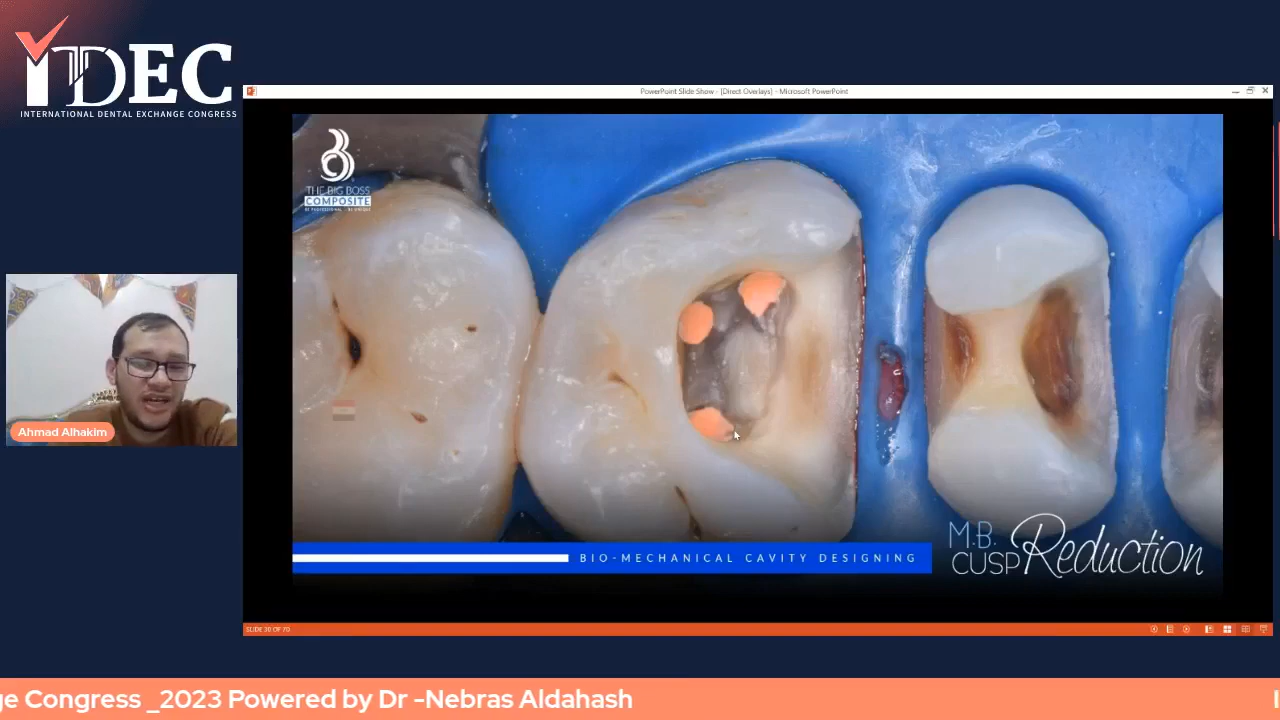 IDEC
INTERNATIONAL DENTAL EXCHANGE CONGRESS
PowerPoint Slide Show - [Direct Overlays] - Microsoft PowerPoint
THE BIG BOSS
COMPOSITE
Ahmad Alhakim
BIO-MECHANICAL CAVITY DESIGNING
M.B.
CUSP Reduction
SLIDE 30 OF 70
ge Congress _2023 Powered by Dr -Nebras Aldahash